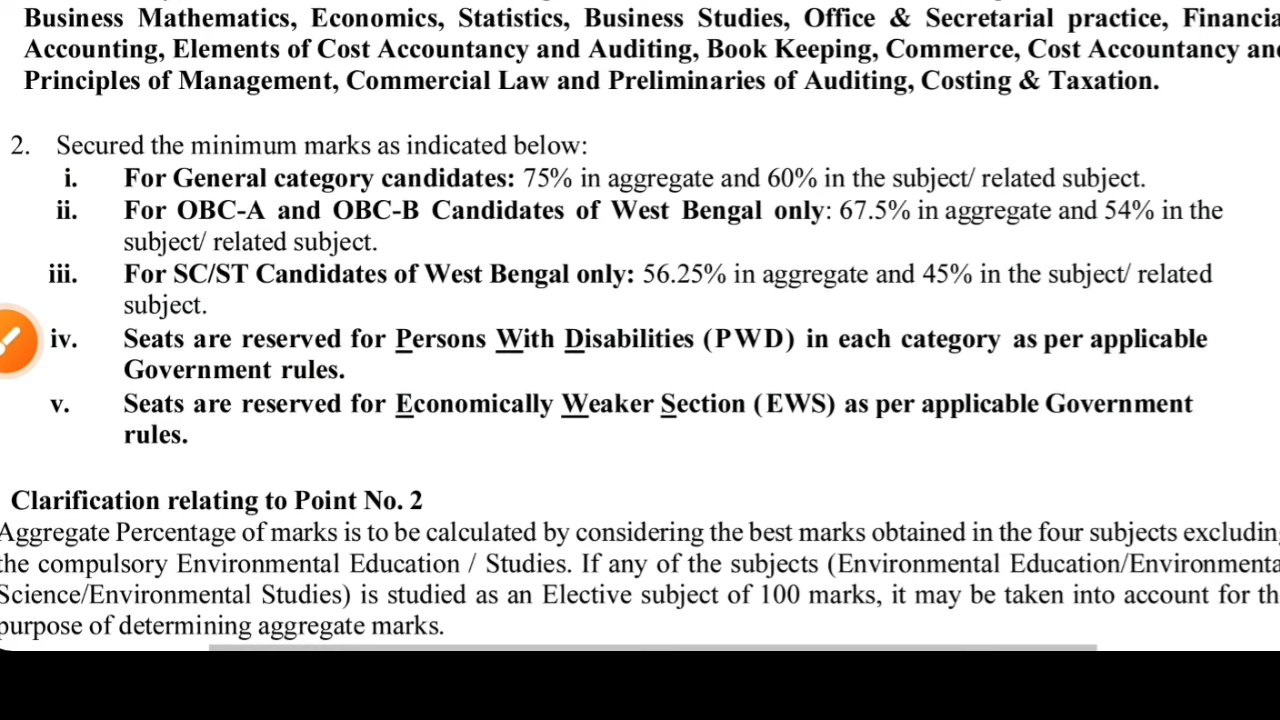 Business Mathematics, Economics, Statistics, Business Studies, Office & Secretarial practice, Financia
Accounting, Elements of Cost Accountancy and Auditing, Book Keeping, Commerce, Cost Accountancy and
Principles of Management, Commercial Law and Preliminaries of Auditing, Costing & Taxation.
2. Secured the minimum marks as indicated below:
i. For General category candidates: 75% in aggregate and 60% in the subject/ related subject.
ii. For OBC-A and OBC-B Candidates of West Bengal only: 67.5% in aggregate and 54% in the
subject/ related subject.
iii. For SC/ST Candidates of West Bengal only: 56.25% in aggregate and 45% in the subject/ related
subject.
iv. Seats are reserved for Persons With Disabilities (PWD) in each category as per applicable
Government rules.
v. Seats are reserved for Economically Weaker Section (EWS) as per applicable Government
rules.
Clarification relating to Point No. 2
Aggregate Percentage of marks is to be calculated by considering the best marks obtained in the four subjects excluding
the compulsory Environmental Education / Studies. If any of the subjects (Environmental Education/Environmenta
Science/Environmental Studies) is studied as an Elective subject of 100 marks, it may be taken into account for th
purpose of determining aggregate marks.